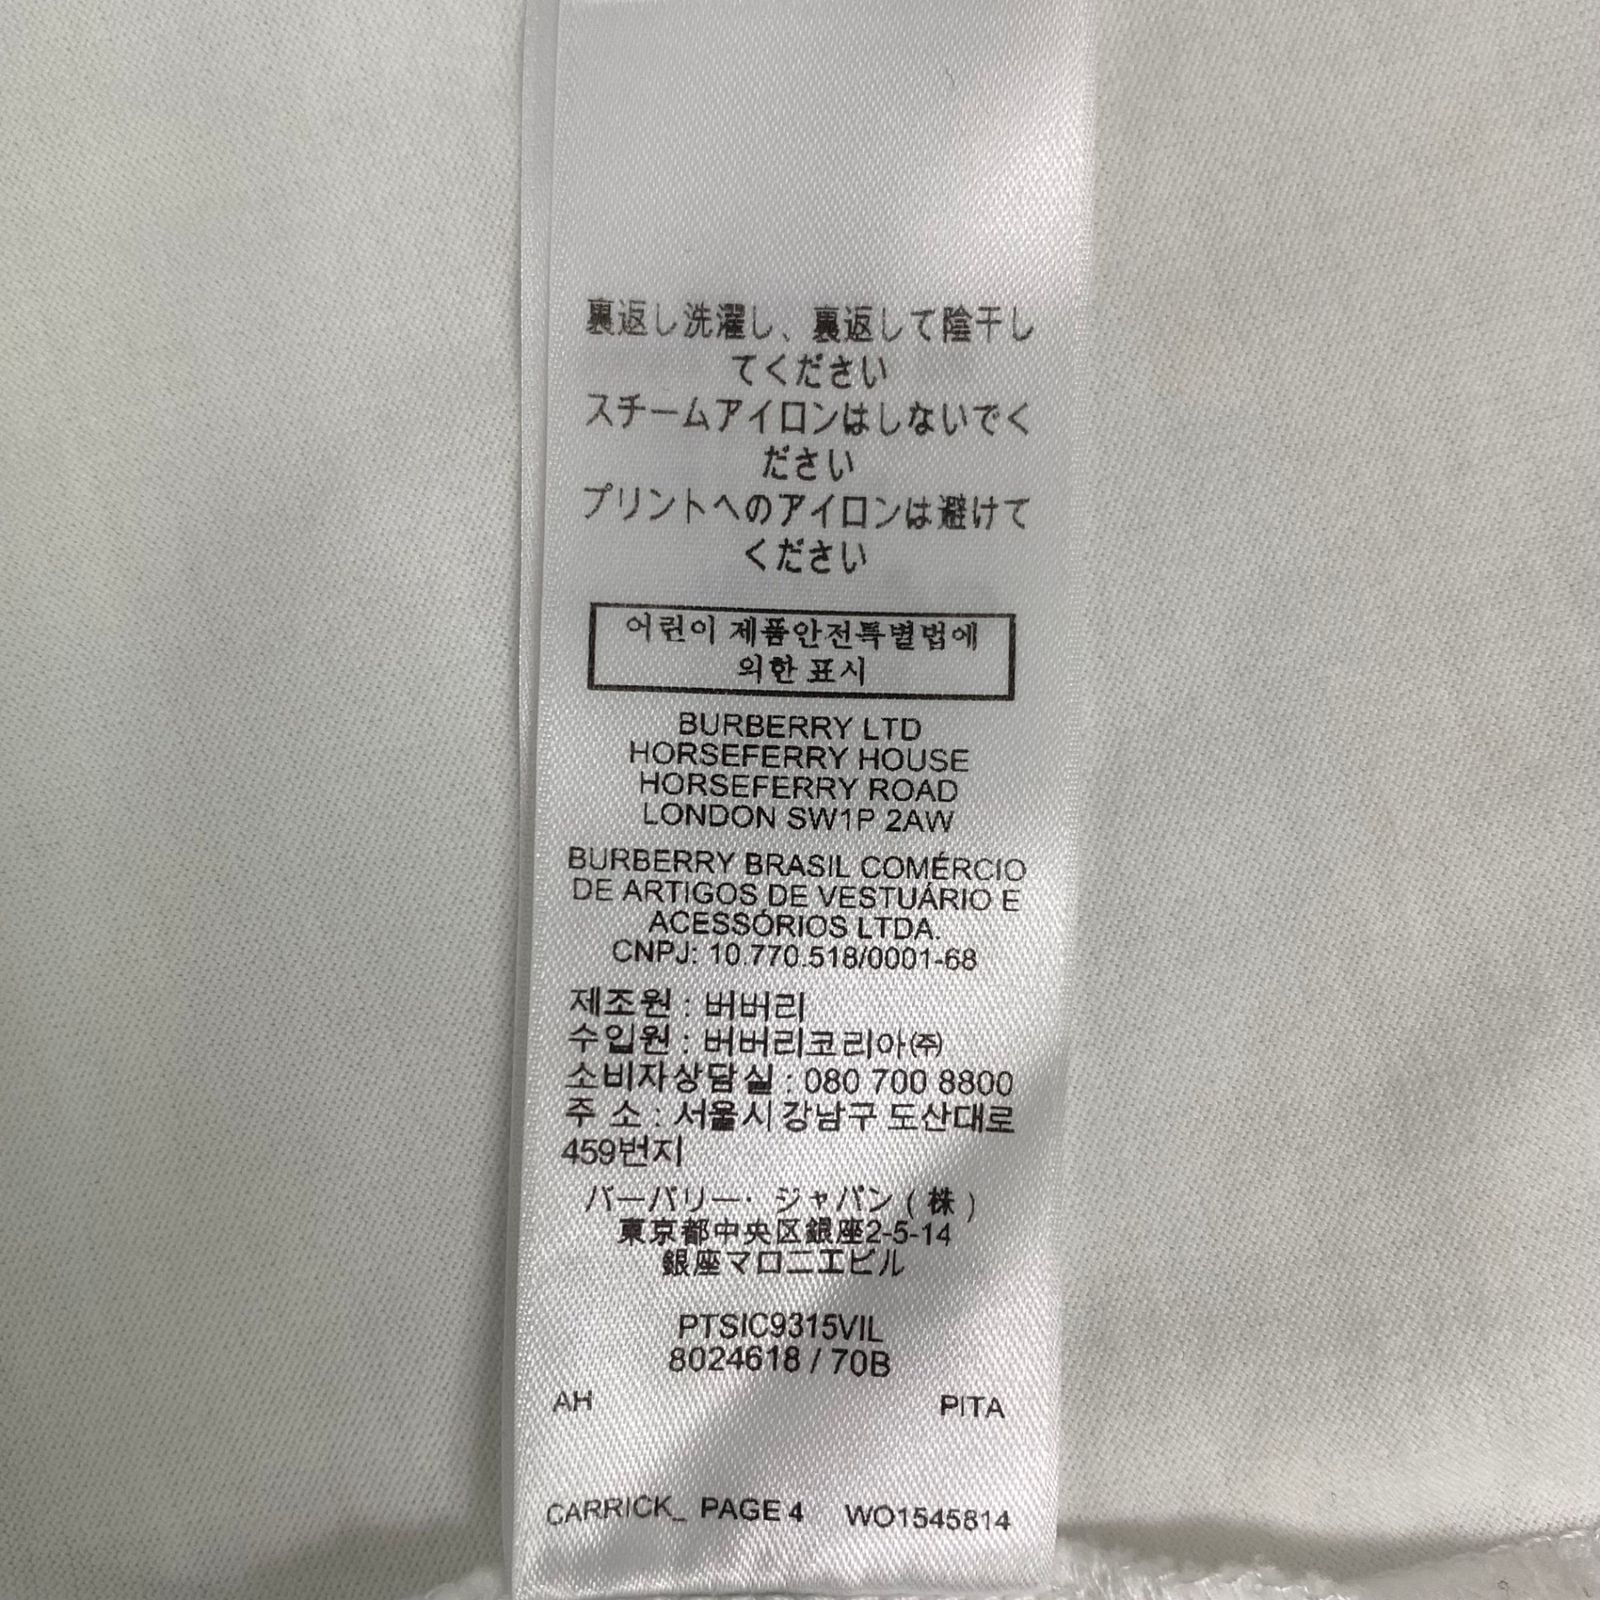 裏返し洗濯し、裏返して陰干し
てください
スチームアイロンはしないでく
ださい
プリントへのアイロンは避けて
ください
어린이 제품안전특별법에
의한 표시
BURBERRY LTD
HORSEFERRY HOUSE
HORSEFERRY ROAD
LONDON SW1P 2AW
BURBERRY BRASIL COMÉRCIO
DE ARTIGOS DE VESTUÁRIO E
ACESSÓRIOS LTDA.
CNPJ: 10.770.518/0001-68
제조원 : 버버리
수입원 : 버버리코리아㈜
소비자상담실 : 080 700 8800
주 소 : 서울시 강남구 도산대로
459번지
バーバリー・ジャパン(株)
東京都中央区銀座2-5-14
銀座マロニエビル
PTSIC9315VIL
8024618 / 70B
AH PITA
CARRICK_ PAGE 4 WO1545814